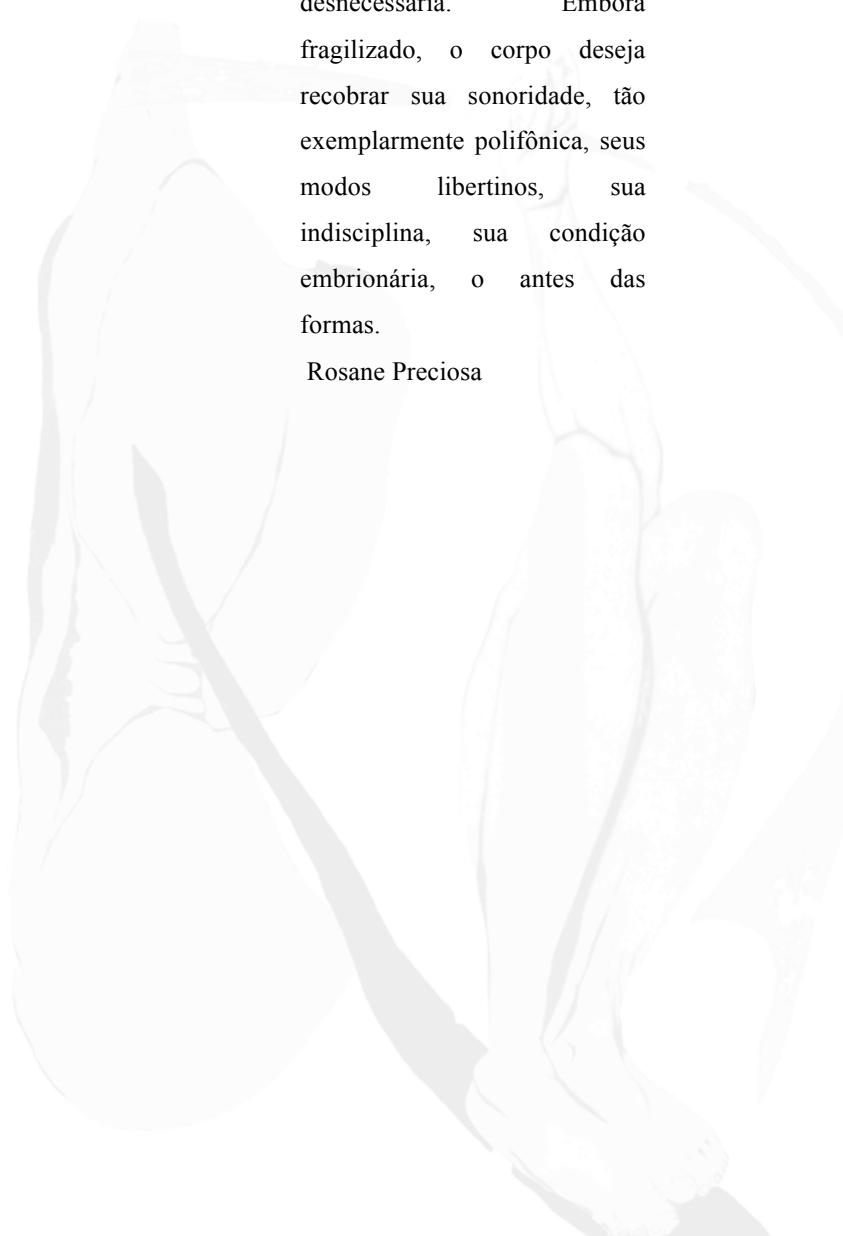 desnecessária. Embora
fragilizado, o corpo deseja
recobrar sua sonoridade, tão
exemplarmente polifônica, seus
modos libertinos, sua
indisciplina, sua condição
embrionária, o antes das
formas.
Rosane Preciosa